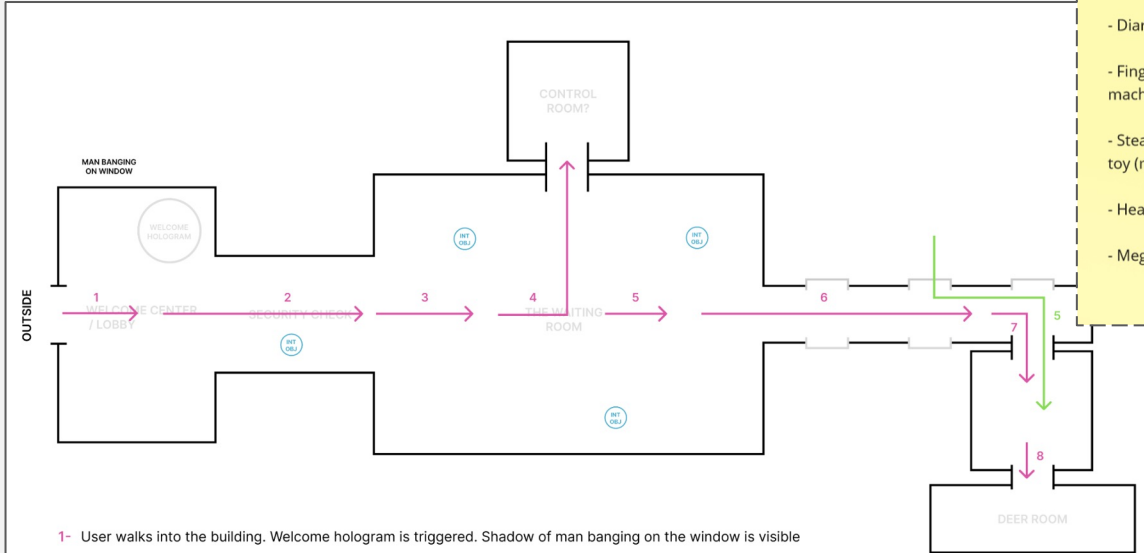 - Diar
- Fing
mach
- Stea
toy (r
- Hea
- Meg
CONTROL
ROOM?
MAN BANGING
ON WINDOW
WELCOME
HOLOGRAM
INT
OBJ
INT
OBJ
OUTSIDE
1
2
3
4
5
6
5
7
WELCOME CENTER
/ LOBBY
SECURITY CHECK
THE WAITING
ROOM
INT
OBJ
INT
OBJ
8
DEER ROOM
1- User walks into the building. Welcome hologram is triggered. Shadow of man banging on the window is visible